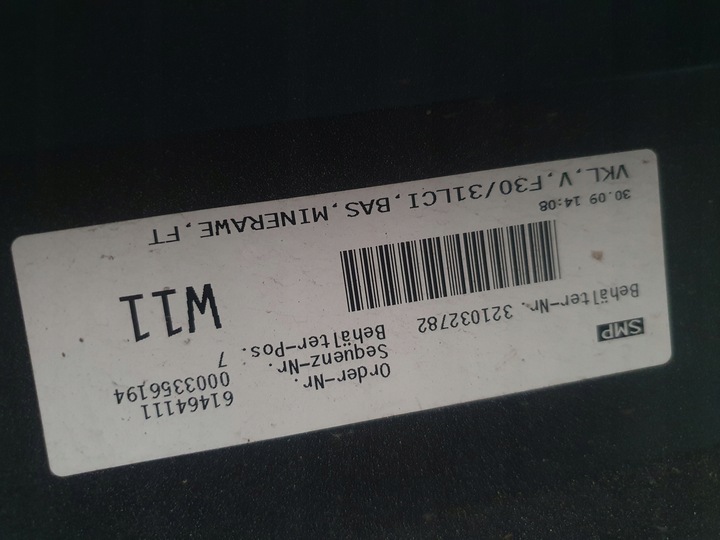 SMP
Behälter-Nr. 321032782
Order-Nr. 61464111
Sequenz-Nr. 0003356194
Behälter-Pos. 7
W11
30.09 14:08
VKL,V,F30/31LCI,BAS,MINERAWE,FT